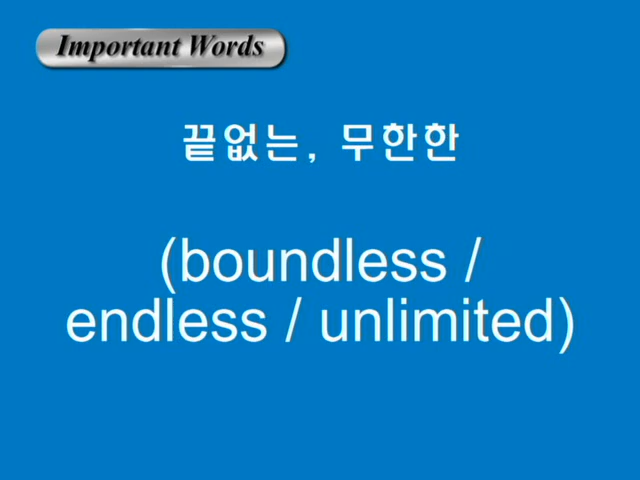 Important Words
끝없는, 무한한
(boundless /
endless / unlimited)